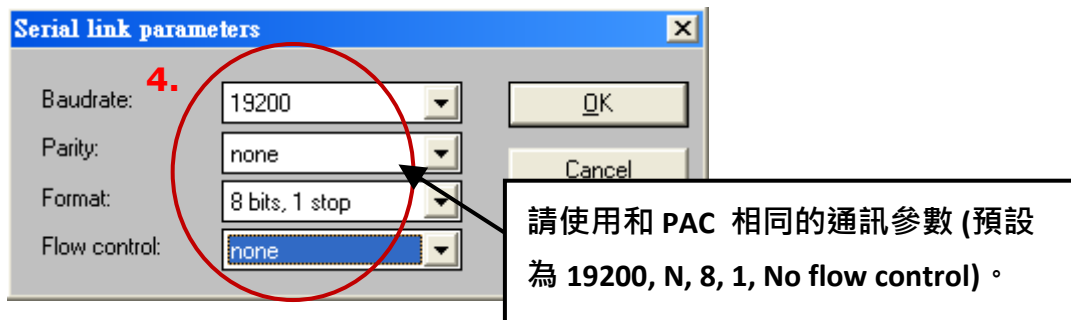 Serial link parameters
4.
Baudrate: 19200 OK
Parity: none Cancel
Format: 8 bits, 1 stop
Flow control: none
請使用和 PAC 相同的通訊參數 (預設
為 19200, N, 8, 1, No flow control)。